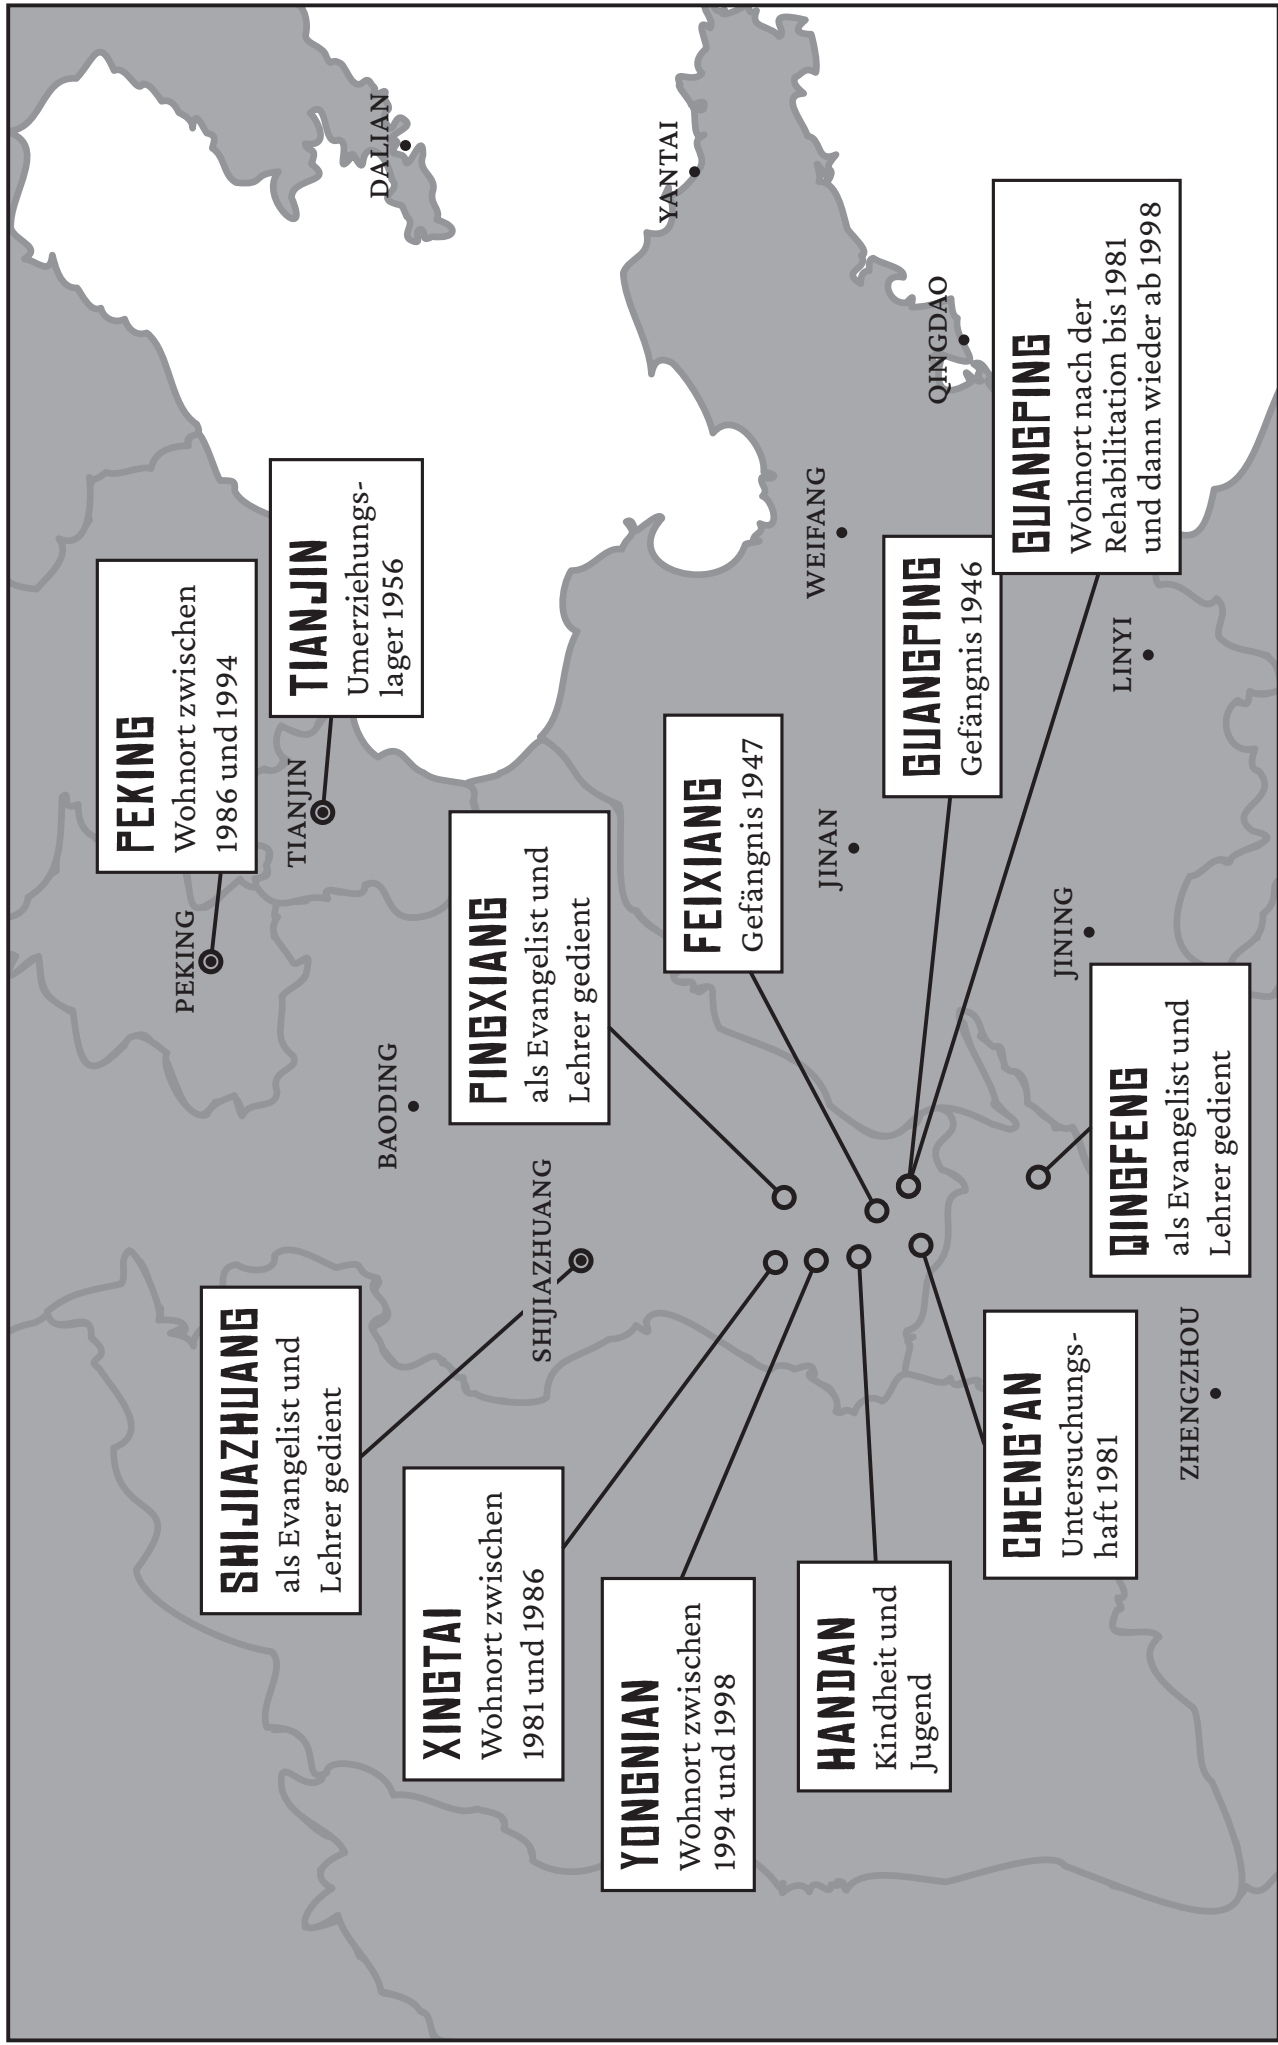 PEKING
Wohnort zwischen
1986 und 1994
TIANJIN
Umerziehungs-
lager 1956
DALIAN
PEKING
TIANJIN
SHIJIAZHUANG
als Evangelist und
Lehrer gedient
BAODING
XINGTAI
Wohnort zwischen
1981 und 1986
SHIJIAZHUANG
PINGXIANG
als Evangelist und
Lehrer gedient
YANTAI
YONGNIAN
Wohnort zwischen
1994 und 1998
FEIXIANG
Gefängnis 1947
WEIFANG
JINAN
HANDAN
Kindheit und
Jugend
GUANGPING
Gefängnis 1946
QINGDAO
CHENG'AN
Untersuchungs-
haft 1981
GUANGPING
Wohnort nach der
Rehabilitation bis 1981
und dann wieder ab 1998
JINING
LINYI
QINGFENG
als Evangelist und
Lehrer gedient
ZHENGZHOU